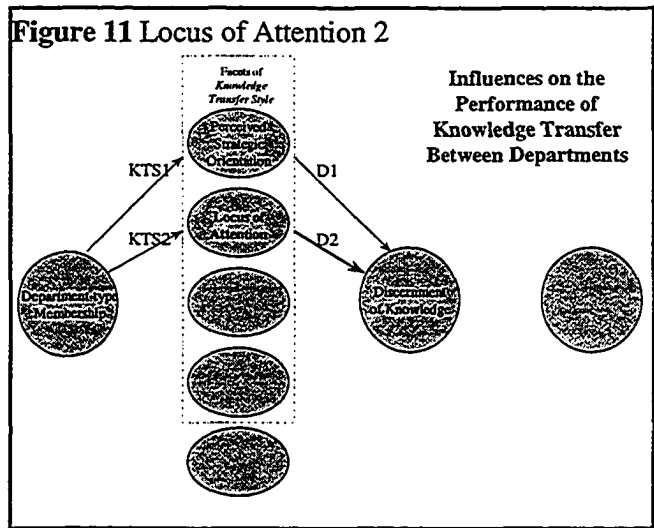 Figure 11 Locus of Attention 2
Facets of
Knowledge
Transfer Style
Influences on the
Performance of
Knowledge Transfer
Between Departments
Perceived
Strategic
Orientation
KTS1
D1
Locus of
Attention
KTS2
D2
Department-type
Membership
Discernment
of Knowledge